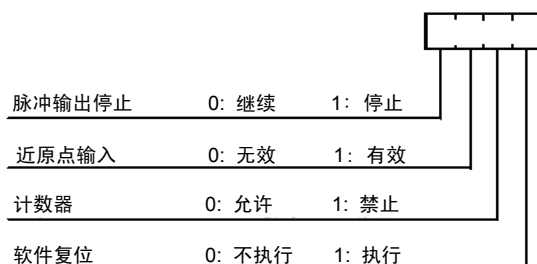 脉冲输出停止 0: 继续 1: 停止
近原点输入 0: 无效 1: 有效
计数器 0: 允许 1: 禁止
软件复位 0: 不执行 1: 执行